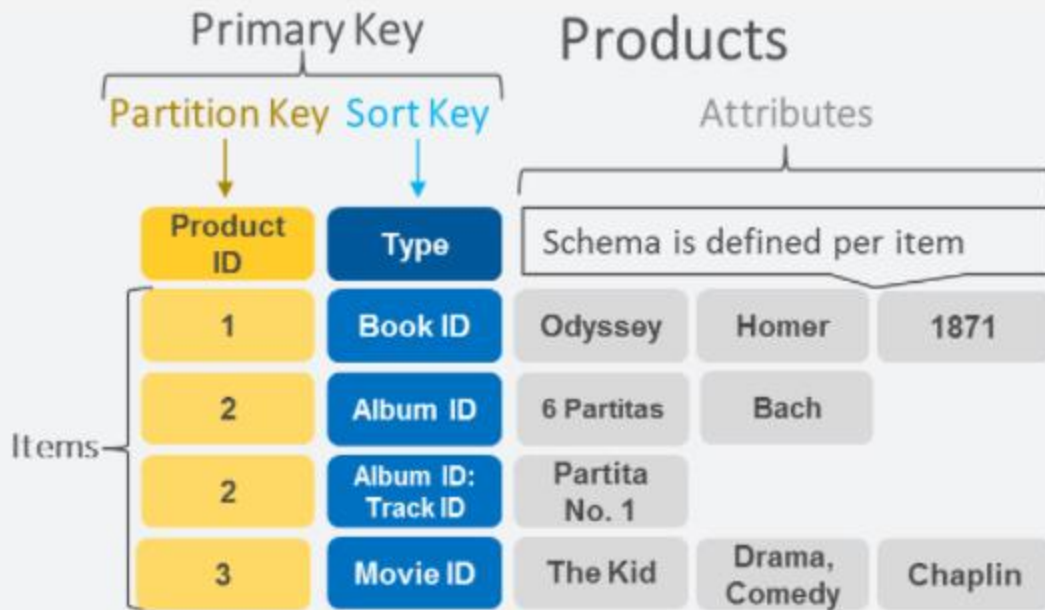 Primary Key
Products
Partition Key
Sort Key
Attributes
Product
ID
Type
Schema is defined per item
Items
1
Book ID
Odyssey
Homer
1871
2
Album ID
6 Partitas
Bach
2
Album ID:
Track ID
Partita
No. 1
3
Movie ID
The Kid
Drama,
Comedy
Chaplin